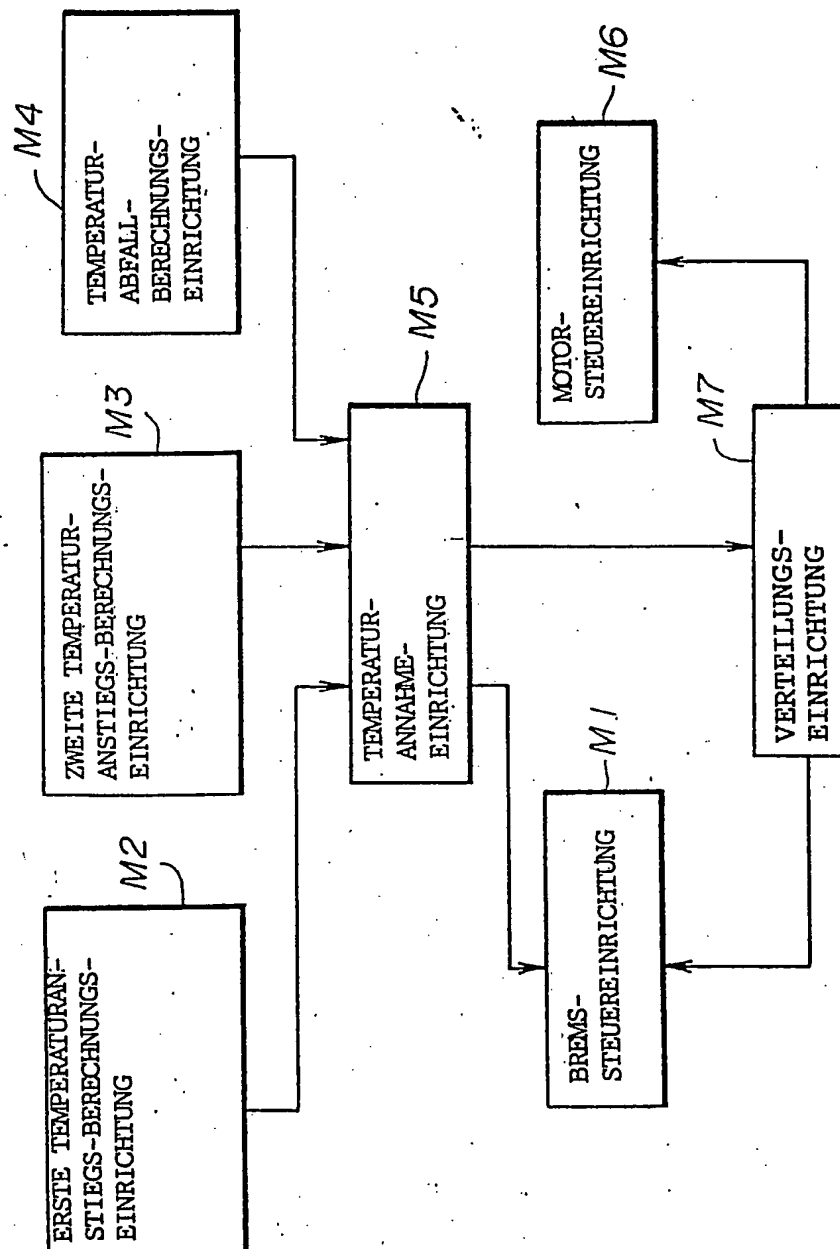 M2
ERSTE TEMPERATURAN-
STIEGS-BERECHNUNGS-
EINRICHTUNG
M3
ZWEITE TEMPERATUR-
ANSTIEGS-BERECHNUNGS-
EINRICHTUNG
M4
TEMPERATUR-
ABFALL-
BERECHNUNGS-
EINRICHTUNG
M5
TEMPERATUR-
ANNAHME-
EINRICHTUNG
M1
BREMS-
STEUEREINRICHTUNG
M6
MOTOR-
STEUEREINRICHTUNG
M7
VERTEILUNGS-
EINRICHTUNG